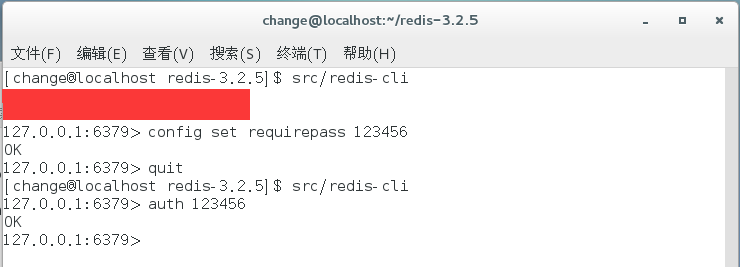 change@localhost:~/redis-3.2.5
文件(F) 编辑(E) 查看(V) 搜索(S) 终端(T) 帮助(H)
[change@localhost redis-3.2.5]$ src/redis-cli
127.0.0.1:6379> config set requirepass 123456
OK
127.0.0.1:6379> quit
[change@localhost redis-3.2.5]$ src/redis-cli
127.0.0.1:6379> auth 123456
OK
127.0.0.1:6379>